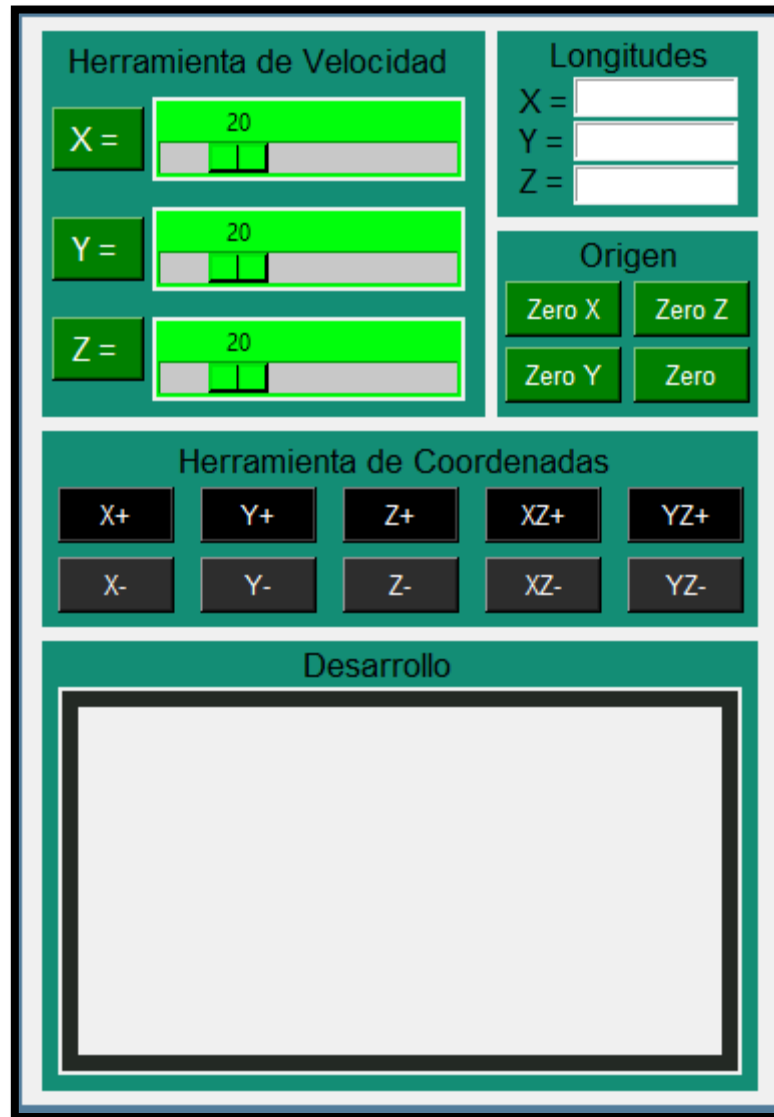 Herramienta de Velocidad
X =
20
Y =
20
Z =
20
Longitudes
X =
Y =
Z =
Origen
Zero X
Zero Z
Zero Y
Zero
Herramienta de Coordenadas
X+ Y+ Z+ XZ+ YZ+
X- Y- Z- XZ- YZ-
Desarrollo